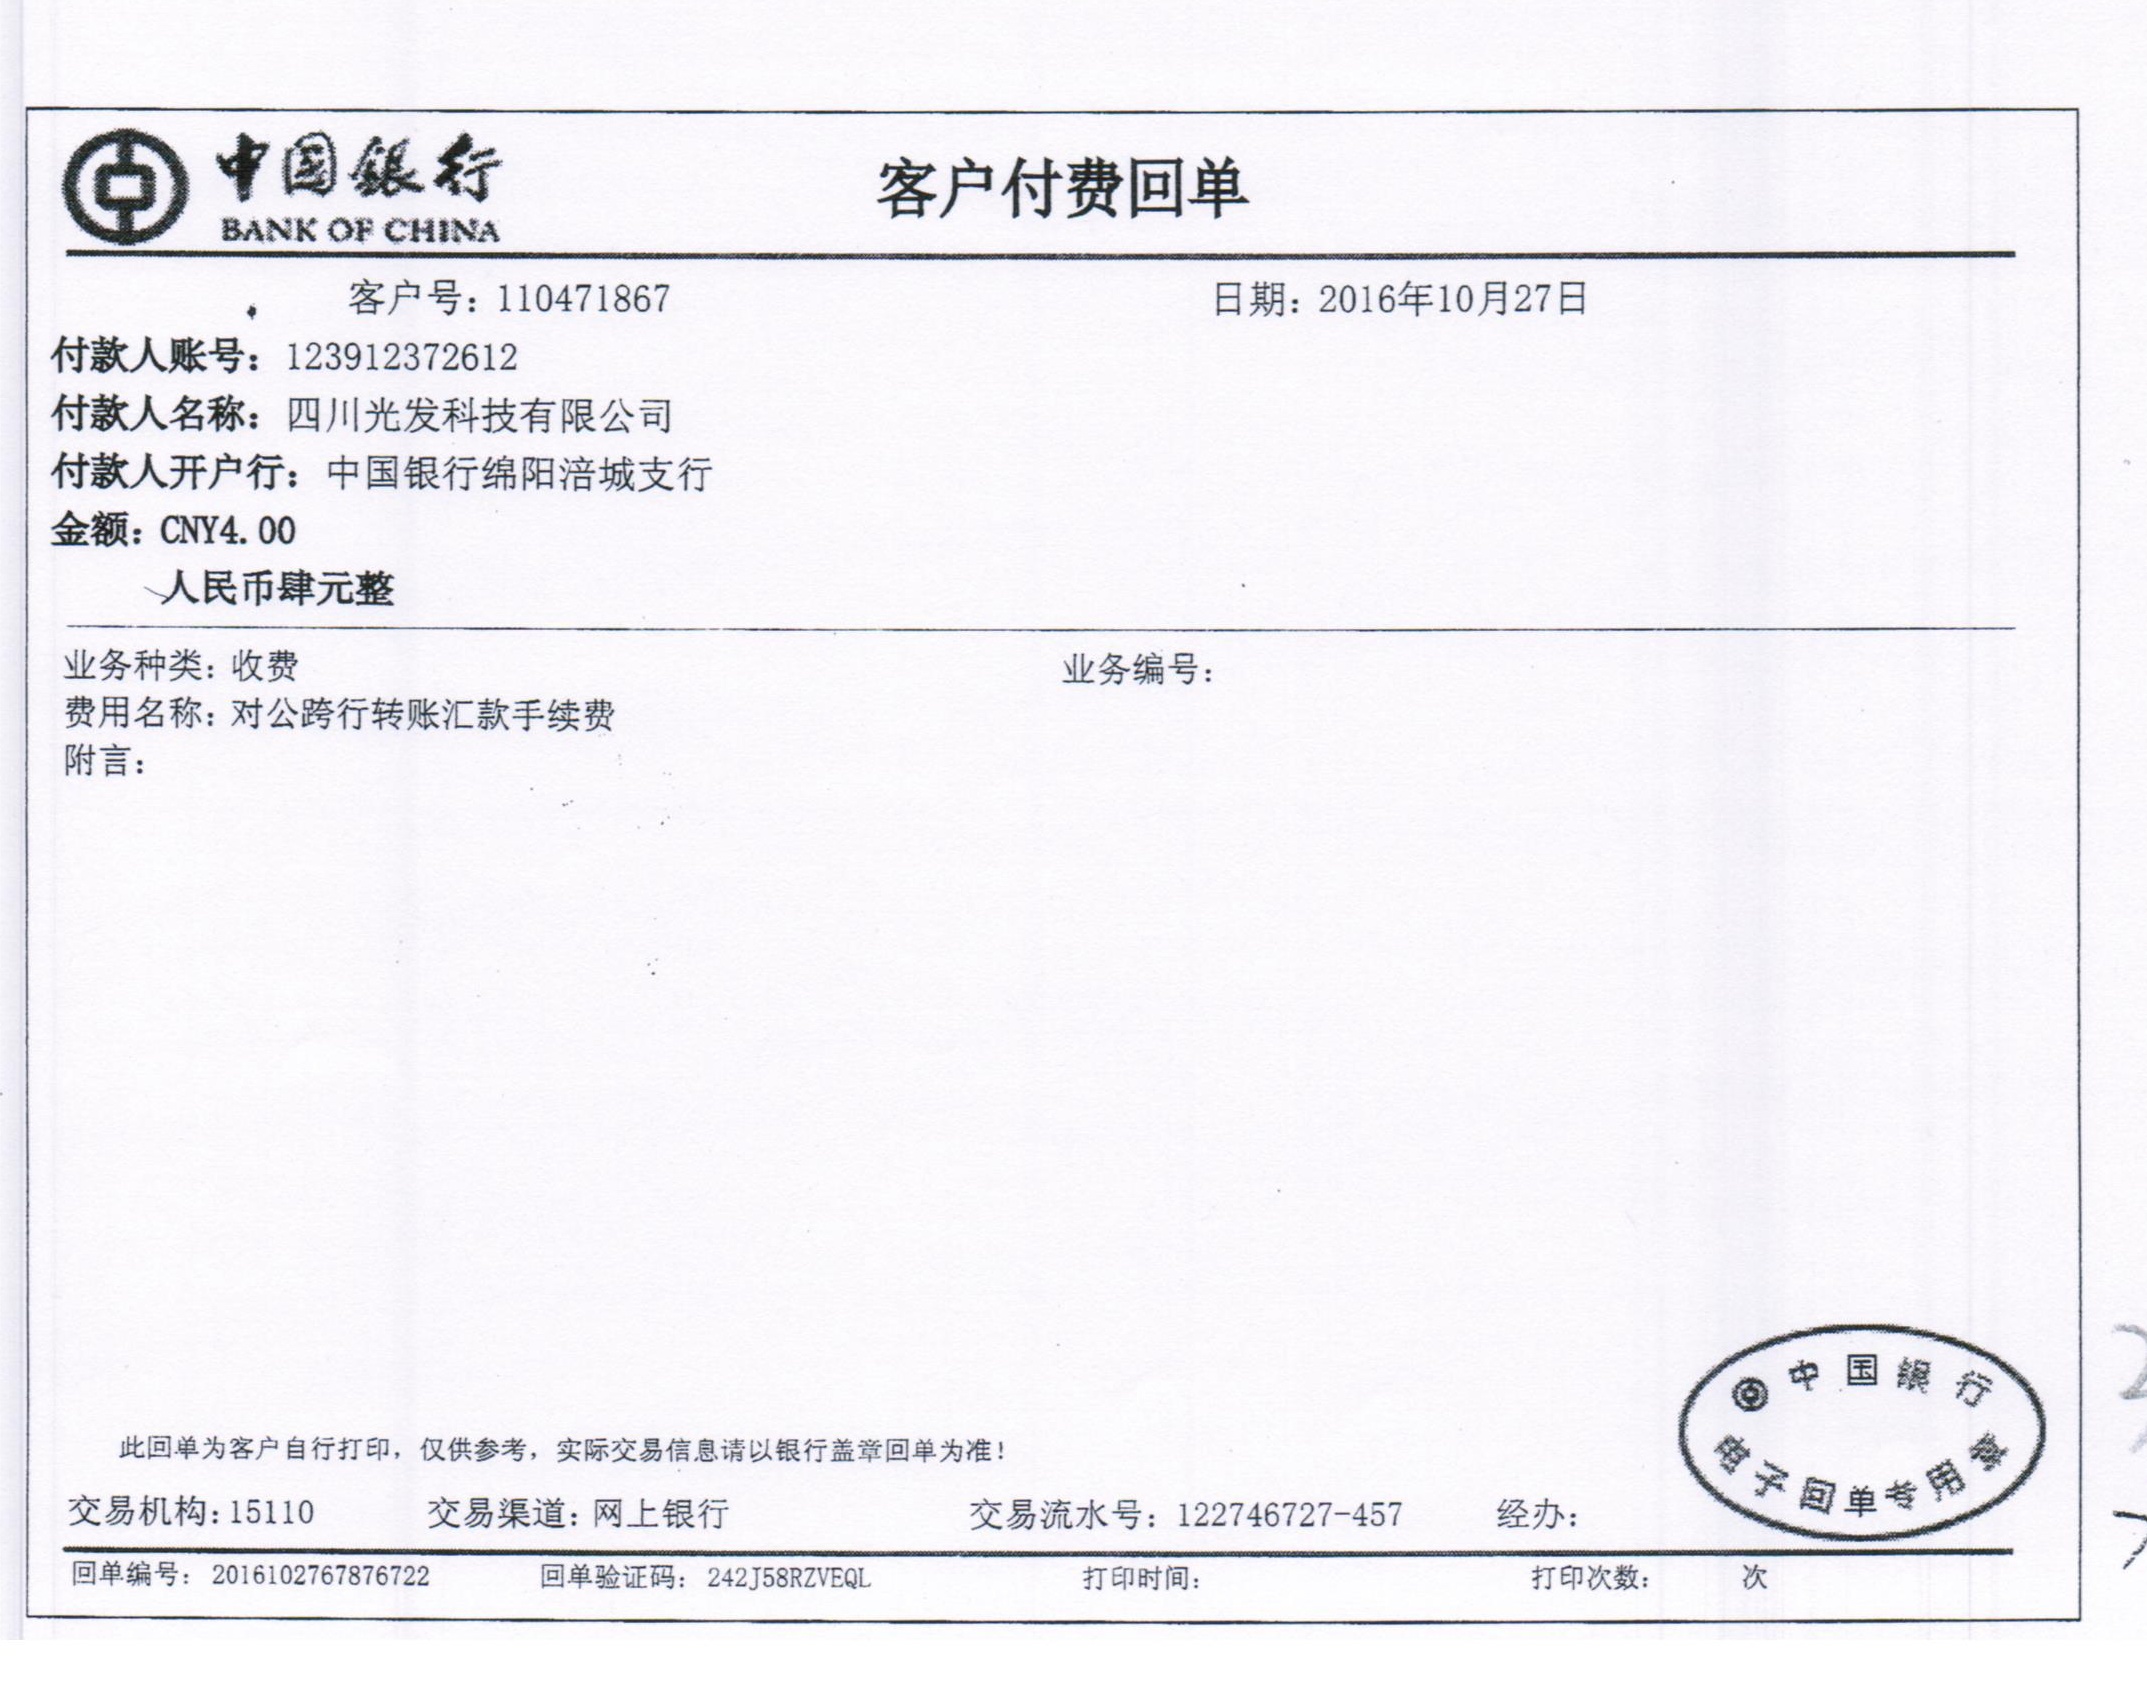 中国銀行
BANK OF CHINA
客户付费回单
客户号：110471867 日期：2016年10月27日
付款人账号：123912372612
付款人名称：四川光发科技有限公司
付款人开户行：中国银行绵阳涪城支行
金额：CNY4.00
人民币肆元整
业务种类：收费 业务编号：
费用名称：对公跨行转账汇款手续费
附言：
中国银行
电子回单专用章
此回单为客户自行打印，仅供参考，实际交易信息请以银行盖章回单为准！
交易机构：15110 交易渠道：网上银行 交易流水号：122746727-457 经办：
回单编号：2016102767876722 回单验证码：242J58RZVEQL 打印时间： 打印次数： 次